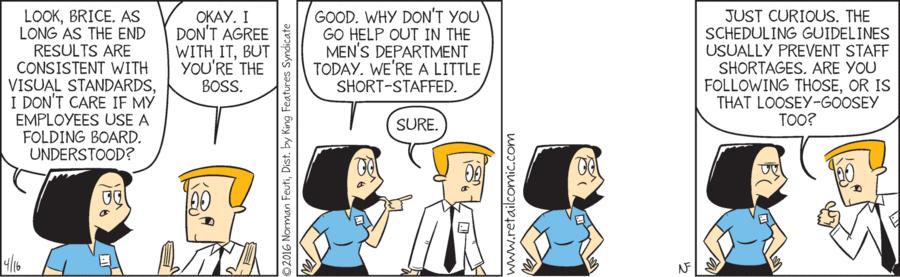 LOOK, BRICE. AS
LONG AS THE END
RESULTS ARE
CONSISTENT WITH
VISUAL STANDARDS,
I DON'T CARE IF MY
EMPLOYEES USE A
FOLDING BOARD.
UNDERSTOOD?
OKAY. I
DON'T AGREE
WITH IT, BUT
YOU'RE THE
BOSS.
4/16
©2016 Norman Feuti, Dist. by King Features Syndicate
GOOD. WHY DON'T YOU
GO HELP OUT IN THE
MEN'S DEPARTMENT
TODAY. WE'RE A LITTLE
SHORT-STAFFED.
SURE.
www.retailcomic.com
JUST CURIOUS. THE
SCHEDULING GUIDELINES
USUALLY PREVENT STAFF
SHORTAGES. ARE YOU
FOLLOWING THOSE, OR IS
THAT LOOSEY-GOOSEY
TOO?
NF